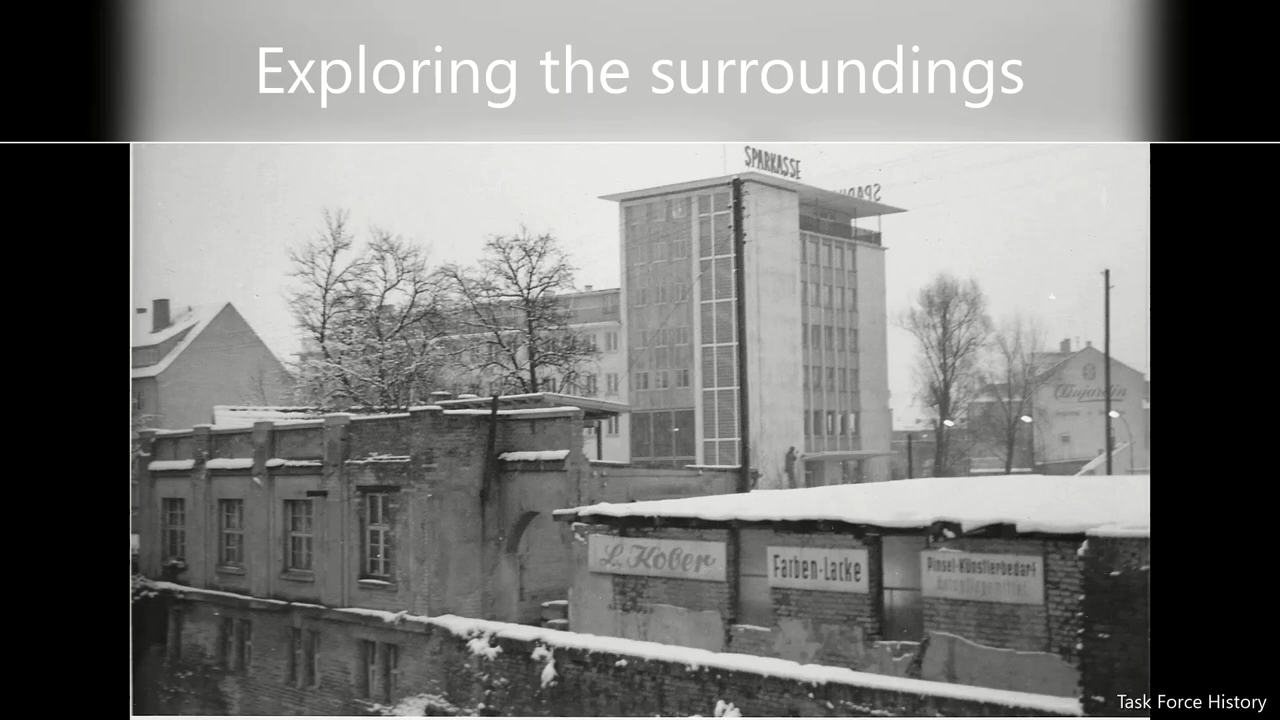 Exploring the surroundings
SPARKASSE
L. Kober
Farben-Lacke
Pinsel-Künstlerbedarf
Task Force History